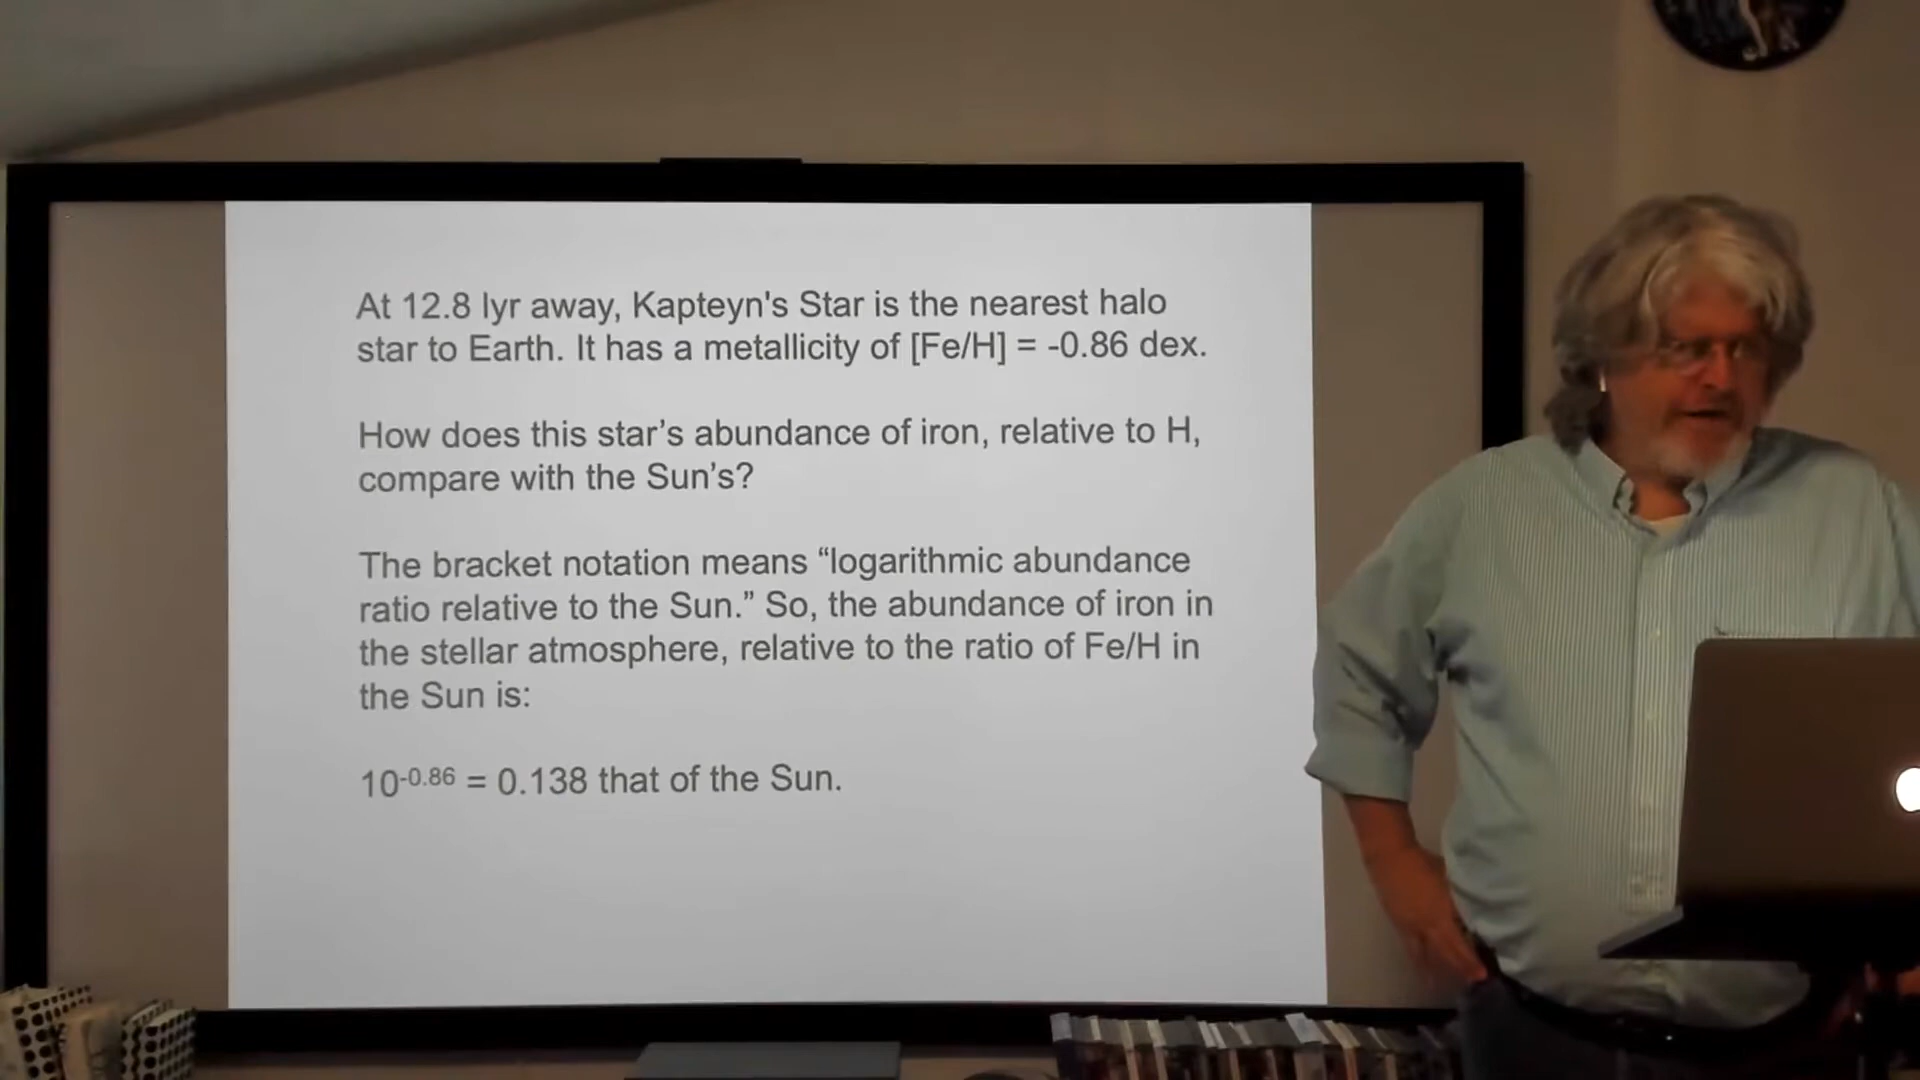 At 12.8 lyr away, Kapteyn's Star is the nearest halo
star to Earth. It has a metallicity of [Fe/H] = -0.86 dex.
How does this star’s abundance of iron, relative to H,
compare with the Sun’s?
The bracket notation means “logarithmic abundance
ratio relative to the Sun.” So, the abundance of iron in
the stellar atmosphere, relative to the ratio of Fe/H in
the Sun is:
10⁻⁰·⁸⁶ = 0.138 that of the Sun.